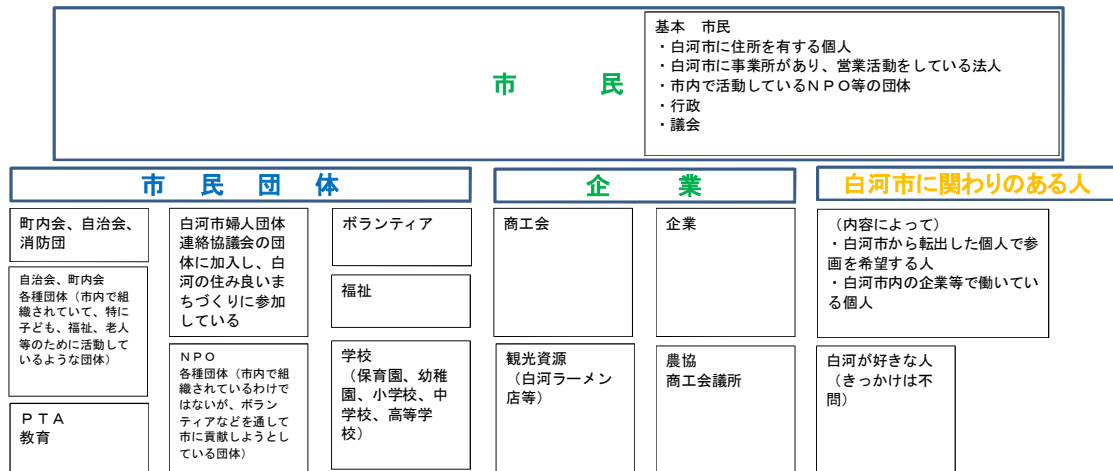 市民
基本　市民
・白河市に住所を有する個人
・白河市に事業所があり、営業活動をしている法人
・市内で活動しているＮＰＯ等の団体
・行政
・議会
市民団体
企業
白河市に関わりのある人
町内会、自治会、
消防団
自治会、町内会
各種団体（市内で組
織されていて、特に
子ども、福祉、老人
等のために活動して
いるような団体）
ＰＴＡ
教育
白河市婦人団体
連絡協議会の団
体に加入し、白
河の住み良いま
ちづくりに参加
している
ＮＰＯ
各種団体（市内で組
織されているわけで
はないが、ボラン
ティアなどを通して
市に貢献しようとし
ている団体）
ボランティア
福祉
学校
（保育園、幼稚
園、小学校、中
学校、高等学
校）
商工会
観光資源
（白河ラーメン
店等）
企業
農協
商工会議所
（内容によって）
・白河市から転出した個人で参
画を希望する人
・白河市内の企業等で働いてい
る個人
白河が好きな人
（きっかけは不
問）